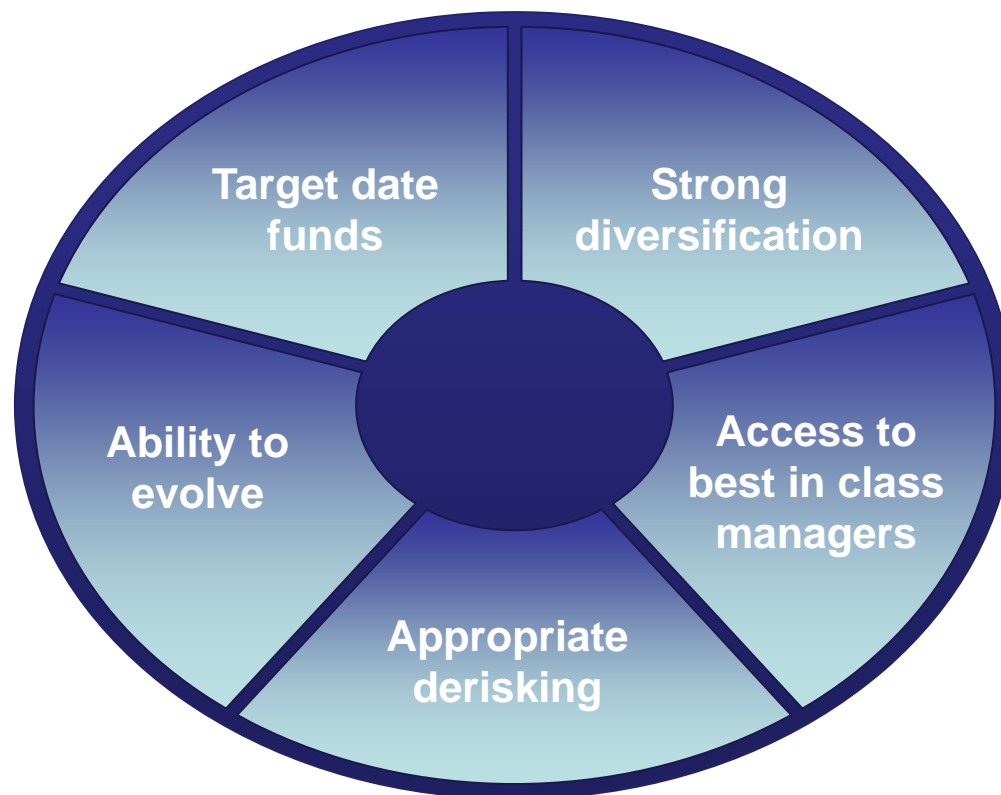 Target date
funds
Strong
diversification
Access to
best in class
managers
Appropriate
derisking
Ability to
evolve